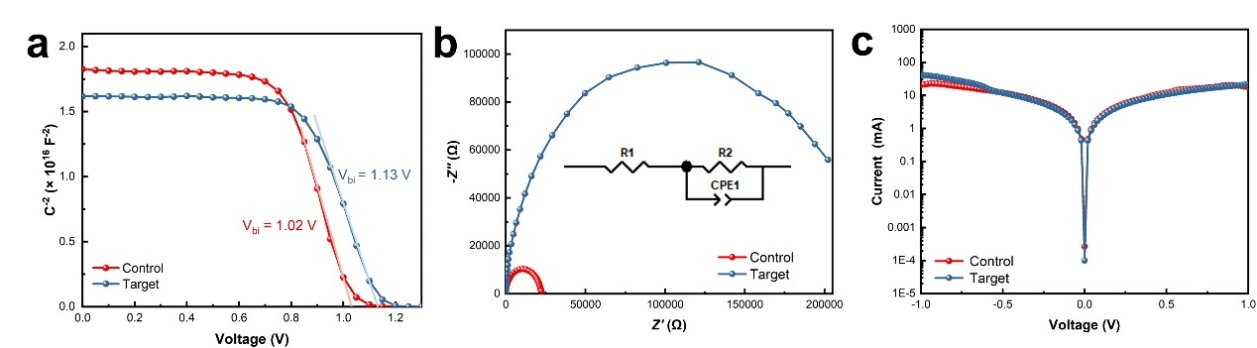 a
2.0
1.5
1.0
0.5
0.0
C⁻² (× 10¹⁶ F⁻²)
V_bi = 1.13 V
V_bi = 1.02 V
Control
Target
0.0 0.2 0.4 0.6 0.8 1.0 1.2
Voltage (V)
b
100000
80000
60000
40000
20000
0
-Z'' (Ω)
R1 R2
CPE1
Control
Target
0 50000 100000 150000 200000
Z' (Ω)
c
1000
100
10
1
0.1
0.01
0.001
1E-4
1E-5
Current (mA)
Control
Target
-1.0 -0.5 0.0 0.5 1.0
Voltage (V)